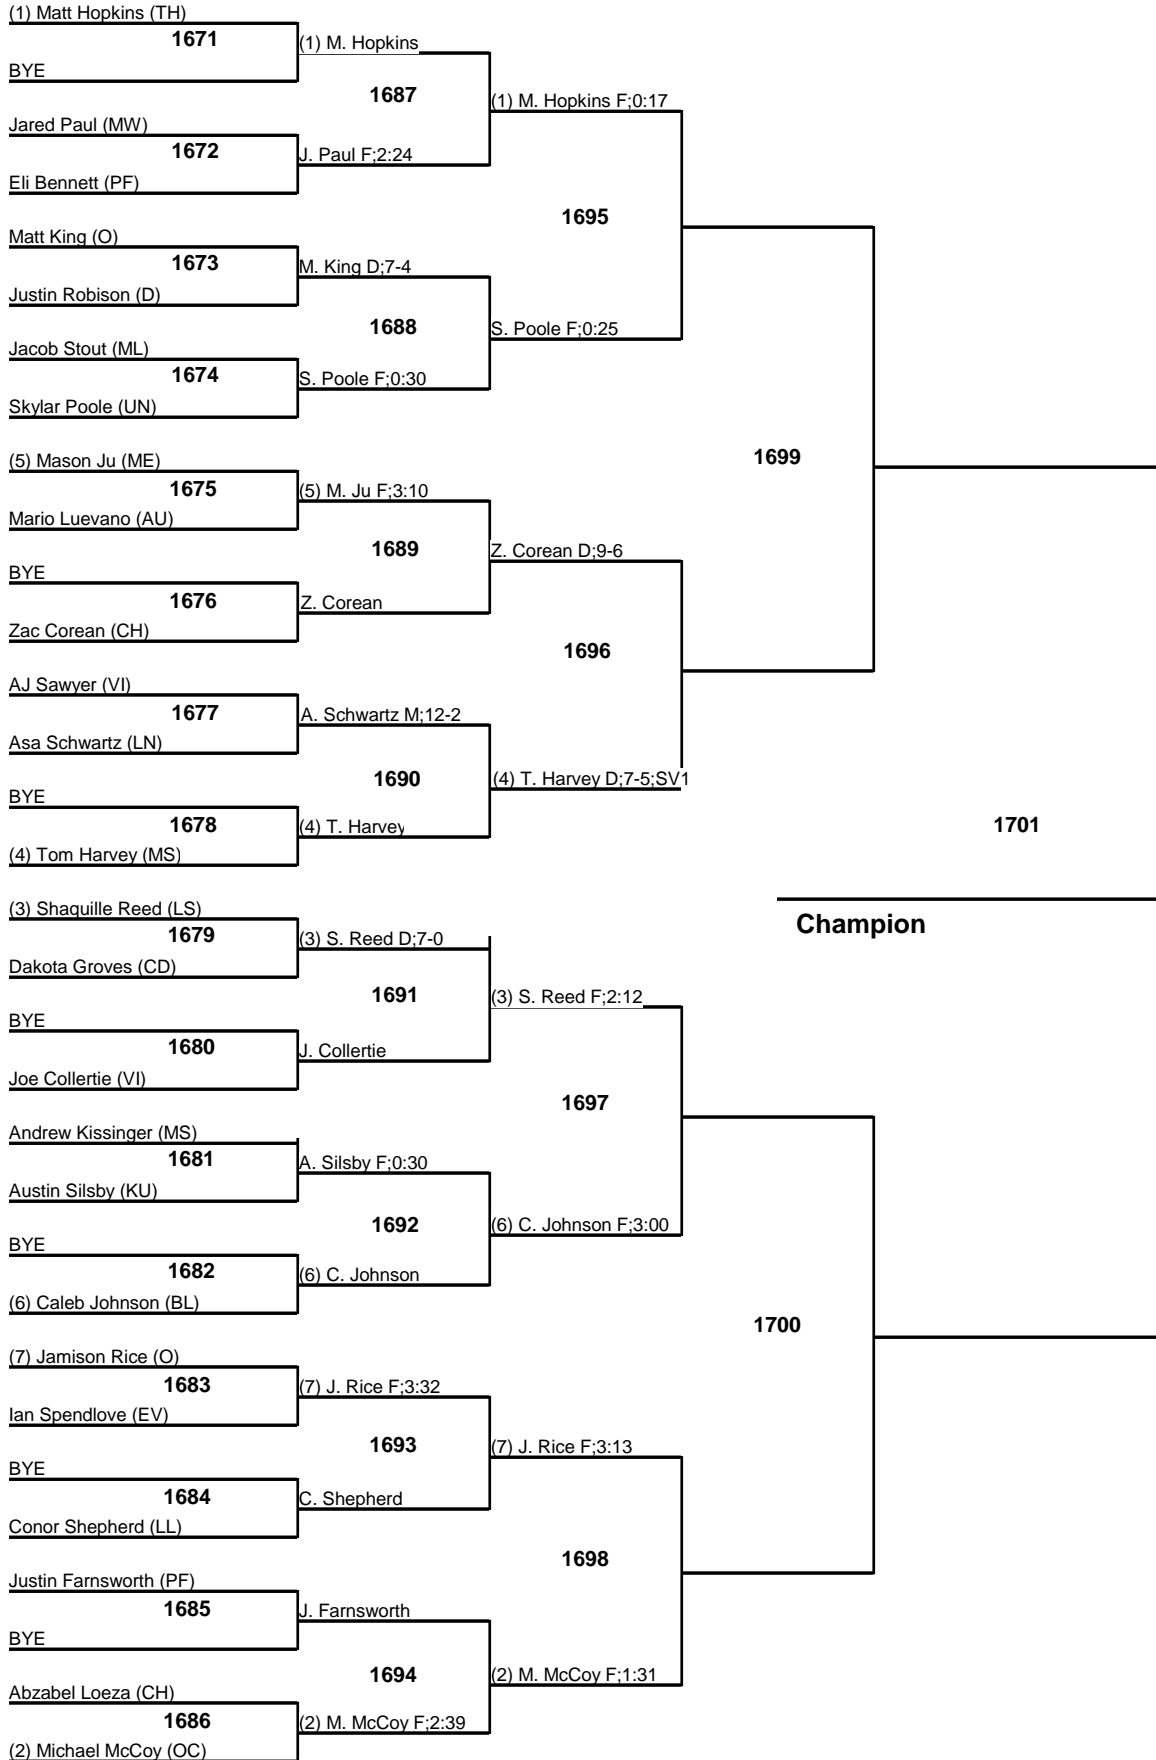 (1) Matt Hopkins (TH)
1671
(1) M. Hopkins
BYE
1687
(1) M. Hopkins F;0:17
Jared Paul (MW)
1672
J. Paul F;2:24
Eli Bennett (PF)
1695
Matt King (O)
1673
M. King D;7-4
Justin Robison (D)
1688
S. Poole F;0:25
Jacob Stout (ML)
1674
S. Poole F;0:30
Skylar Poole (UN)
1699
(5) Mason Ju (ME)
1675
(5) M. Ju F;3:10
Mario Luevano (AU)
1689
Z. Corean D;9-6
BYE
1676
Z. Corean
Zac Corean (CH)
1696
AJ Sawyer (VI)
1677
A. Schwartz M;12-2
Asa Schwartz (LN)
1690
(4) T. Harvey D;7-5;SV1
BYE
1678
(4) T. Harvey
(4) Tom Harvey (MS)
1701
Champion
(3) Shaquille Reed (LS)
1679
(3) S. Reed D;7-0
Dakota Groves (CD)
1691
(3) S. Reed F;2:12
BYE
1680
J. Collertie
Joe Collertie (VI)
1697
Andrew Kissinger (MS)
1681
A. Silsby F;0:30
Austin Silsby (KU)
1692
(6) C. Johnson F;3:00
BYE
1682
(6) C. Johnson
(6) Caleb Johnson (BL)
1700
(7) Jamison Rice (O)
1683
(7) J. Rice F;3:32
Ian Spendlove (EV)
1693
(7) J. Rice F;3:13
BYE
1684
C. Shepherd
Conor Shepherd (LL)
1698
Justin Farnsworth (PF)
1685
J. Farnsworth
BYE
1694
(2) M. McCoy F;1:31
Abzabel Loeza (CH)
1686
(2) M. McCoy F;2:39
(2) Michael McCoy (OC)